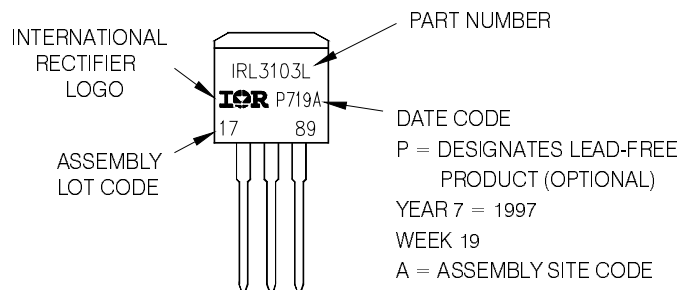 INTERNATIONAL
RECTIFIER
LOGO
ASSEMBLY
LOT CODE
PART NUMBER
IRL3103L
IOR P719A
17 89
DATE CODE
P = DESIGNATES LEAD-FREE
PRODUCT (OPTIONAL)
YEAR 7 = 1997
WEEK 19
A = ASSEMBLY SITE CODE